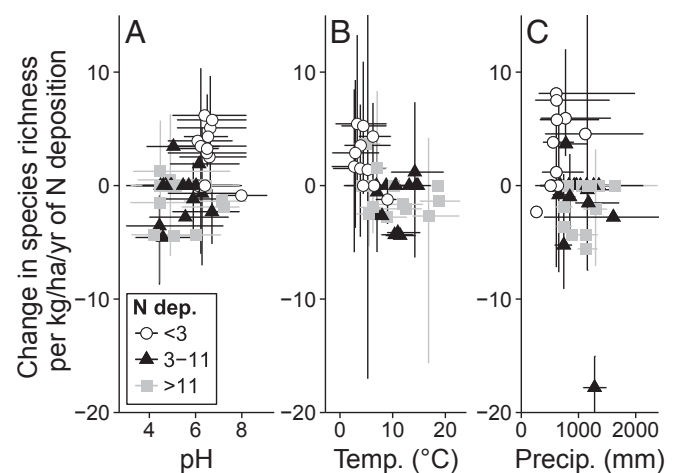 A
B
C
Change in species richness
per kg/ha/yr of N deposition
10
0
−10
−20
10
0
−10
−20
10
0
−10
−20
N dep.
<3
3−11
>11
4 6 8
0 10 20
0 1000 2000
pH
Temp. (°C)
Precip. (mm)